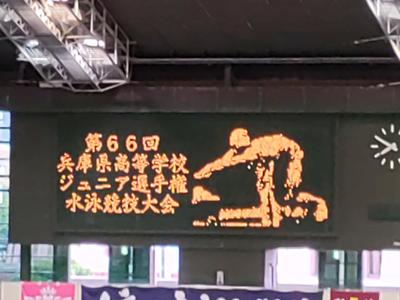 第66回
兵庫県高等学校
ジュニア選手権
水泳競技大会